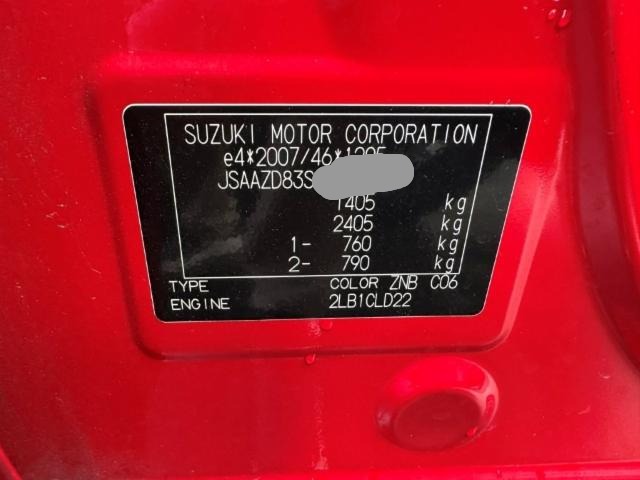 SUZUKI MOTOR CORPORATION
e4*2007/46*
JSAAZD83S
1405 kg
2405 kg
1- 760 kg
2- 790 kg
TYPE COLOR ZNB C06
ENGINE 2LB1CLD22